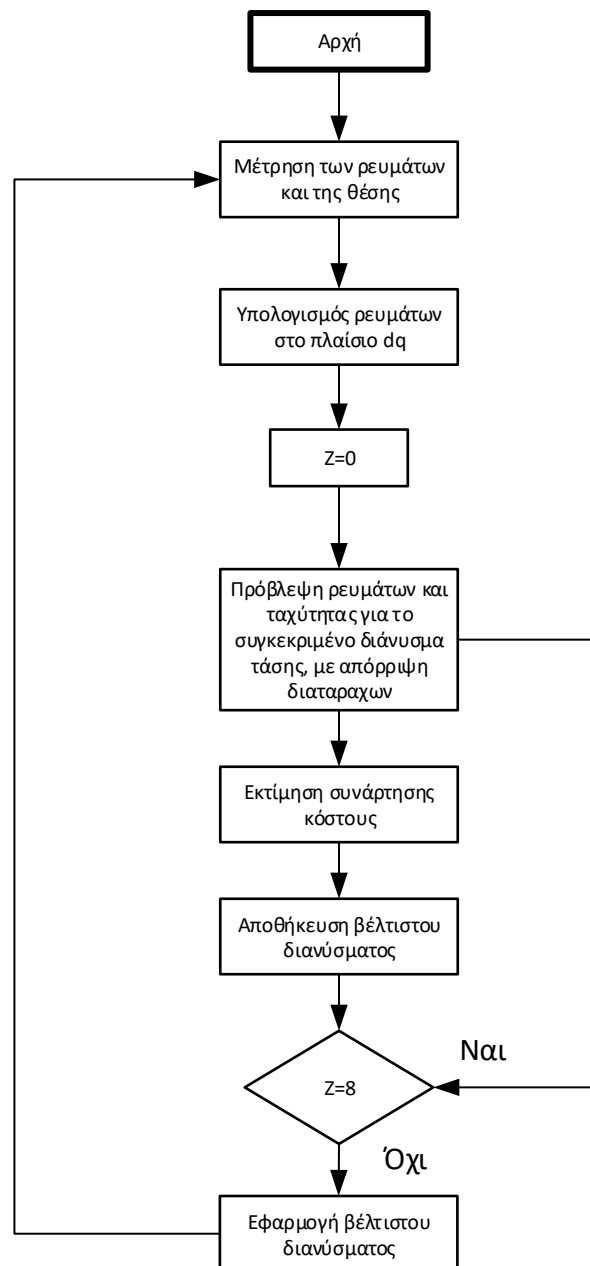 Αρχή
Μέτρηση των ρευμάτων
και της θέσης
Υπολογισμός ρευμάτων
στο πλαίσιο dq
Z=0
Πρόβλεψη ρευμάτων και
ταχύτητας για το
συγκεκριμένο διάνυσμα
τάσης, με απόρριψη
διαταραχων
Εκτίμηση συνάρτησης
κόστους
Αποθήκευση βέλτιστου
διανύσματος
Ναι
Z=8
Όχι
Εφαρμογή βέλτιστου
διανύσματος